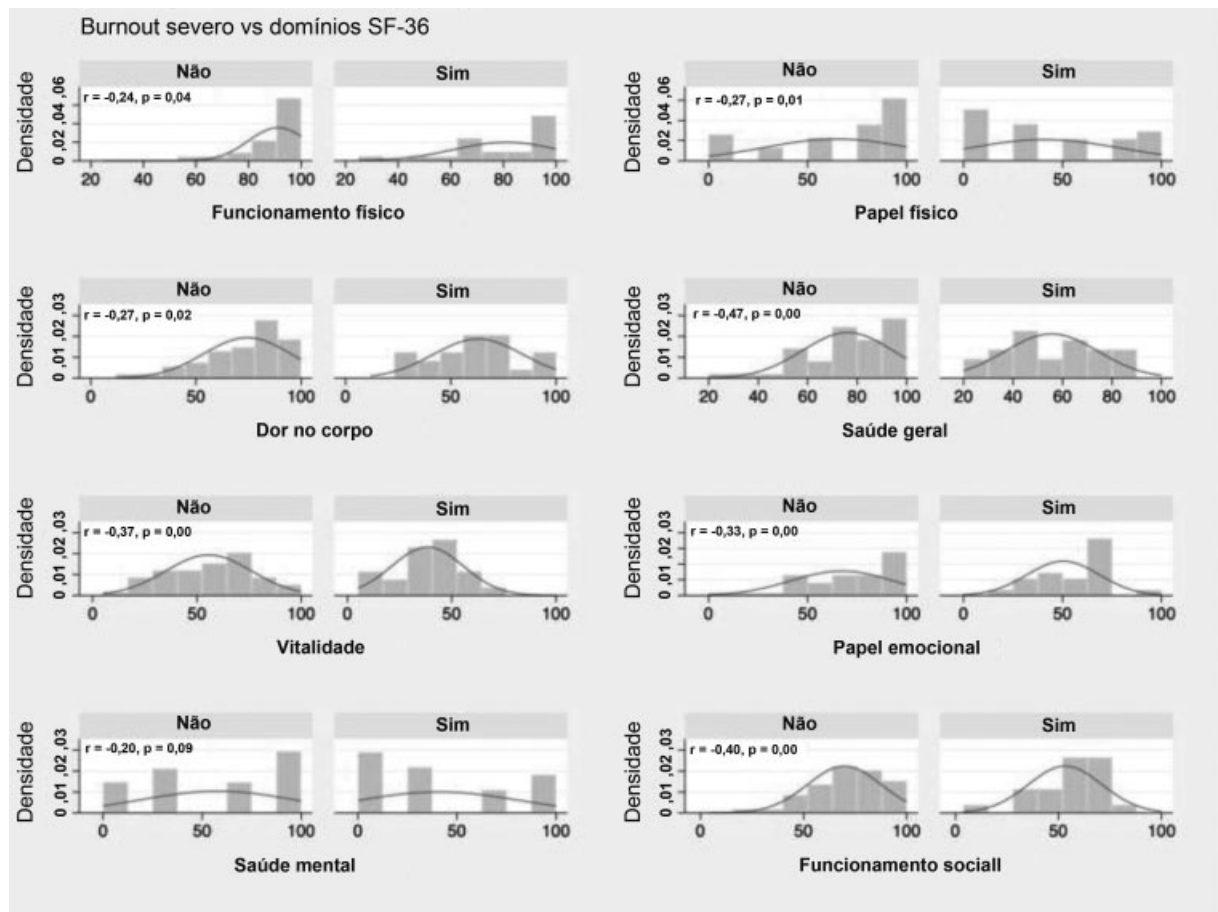 Burnout severo vs domínios SF-36
Não Sim
Densidade
0 ,02 ,04 ,06
r = -0,24, p = 0,04
20 40 60 80 100 20 40 60 80 100
Funcionamento físico
Não Sim
Densidade
0 ,02 ,04 ,06
r = -0,27, p = 0,01
0 50 100 0 50 100
Papel físico
Não Sim
Densidade
0 ,01 ,02 ,03
r = -0,27, p = 0,02
0 50 100 0 50 100
Dor no corpo
Não Sim
Densidade
0 ,01 ,02 ,03
r = -0,47, p = 0,00
20 40 60 80 100 20 40 60 80 100
Saúde geral
Não Sim
Densidade
0 ,01 ,02 ,03
r = -0,37, p = 0,00
0 50 100 0 50 100
Vitalidade
Não Sim
Densidade
0 ,01 ,02 ,03
r = -0,33, p = 0,00
0 50 100 0 50 100
Papel emocional
Não Sim
Densidade
0 ,01 ,02 ,03
r = -0,20, p = 0,09
0 50 100 0 50 100
Saúde mental
Não Sim
Densidade
0 ,01 ,02 ,03
r = -0,40, p = 0,00
0 50 100 0 50 100
Funcionamento sociall